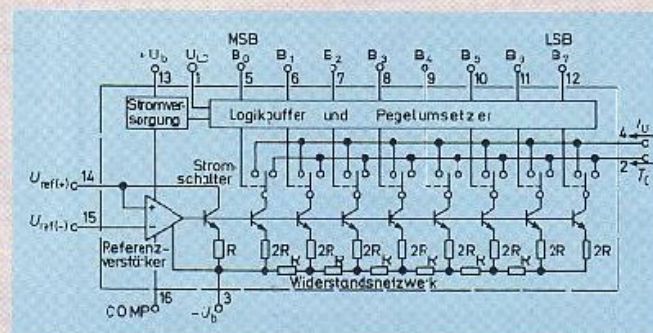 MSB LSB
+Ub ULC B0 B1 B2 B3 B4 B5 B6 B7
13 1 5 6 7 8 9 10 11 12
Stromver-
sorgung
Logikpuffer und Pegelumsetzer
4
2
Uref(+) 14
Strom-
schalter
Uref(-) 15
+
-
Referenz-
verstärker
R 2R 2R 2R 2R 2R 2R 2R 2R
R R R R R R
Widerstandsnetzwerk
16 3
COMP -Ub